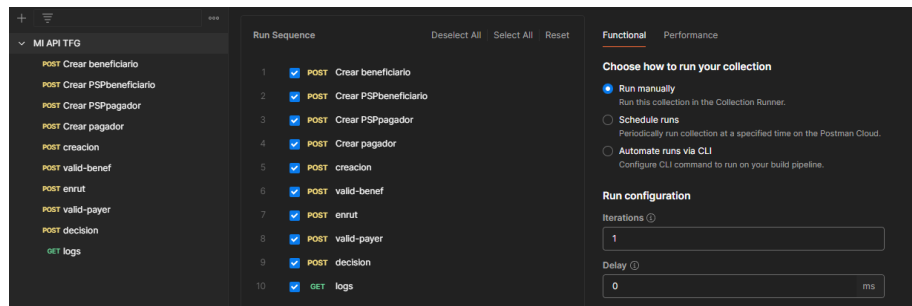 MI API TFG
POST Crear beneficiario
POST Crear PSPbeneficiario
POST Crear PSPpagador
POST Crear pagador
POST creacion
POST valid-benef
POST enrut
POST valid-payer
POST decision
GET logs
Run Sequence Deselect All Select All Reset
1 POST Crear beneficiario
2 POST Crear PSPbeneficiario
3 POST Crear PSPpagador
4 POST Crear pagador
5 POST creacion
6 POST valid-benef
7 POST enrut
8 POST valid-payer
9 POST decision
10 GET logs
Functional Performance
Choose how to run your collection
Run manually
Run this collection in the Collection Runner.
Schedule runs
Periodically run collection at a specified time on the Postman Cloud.
Automate runs via CLI
Configure CLI command to run on your build pipeline.
Run configuration
Iterations
1
Delay
0 ms